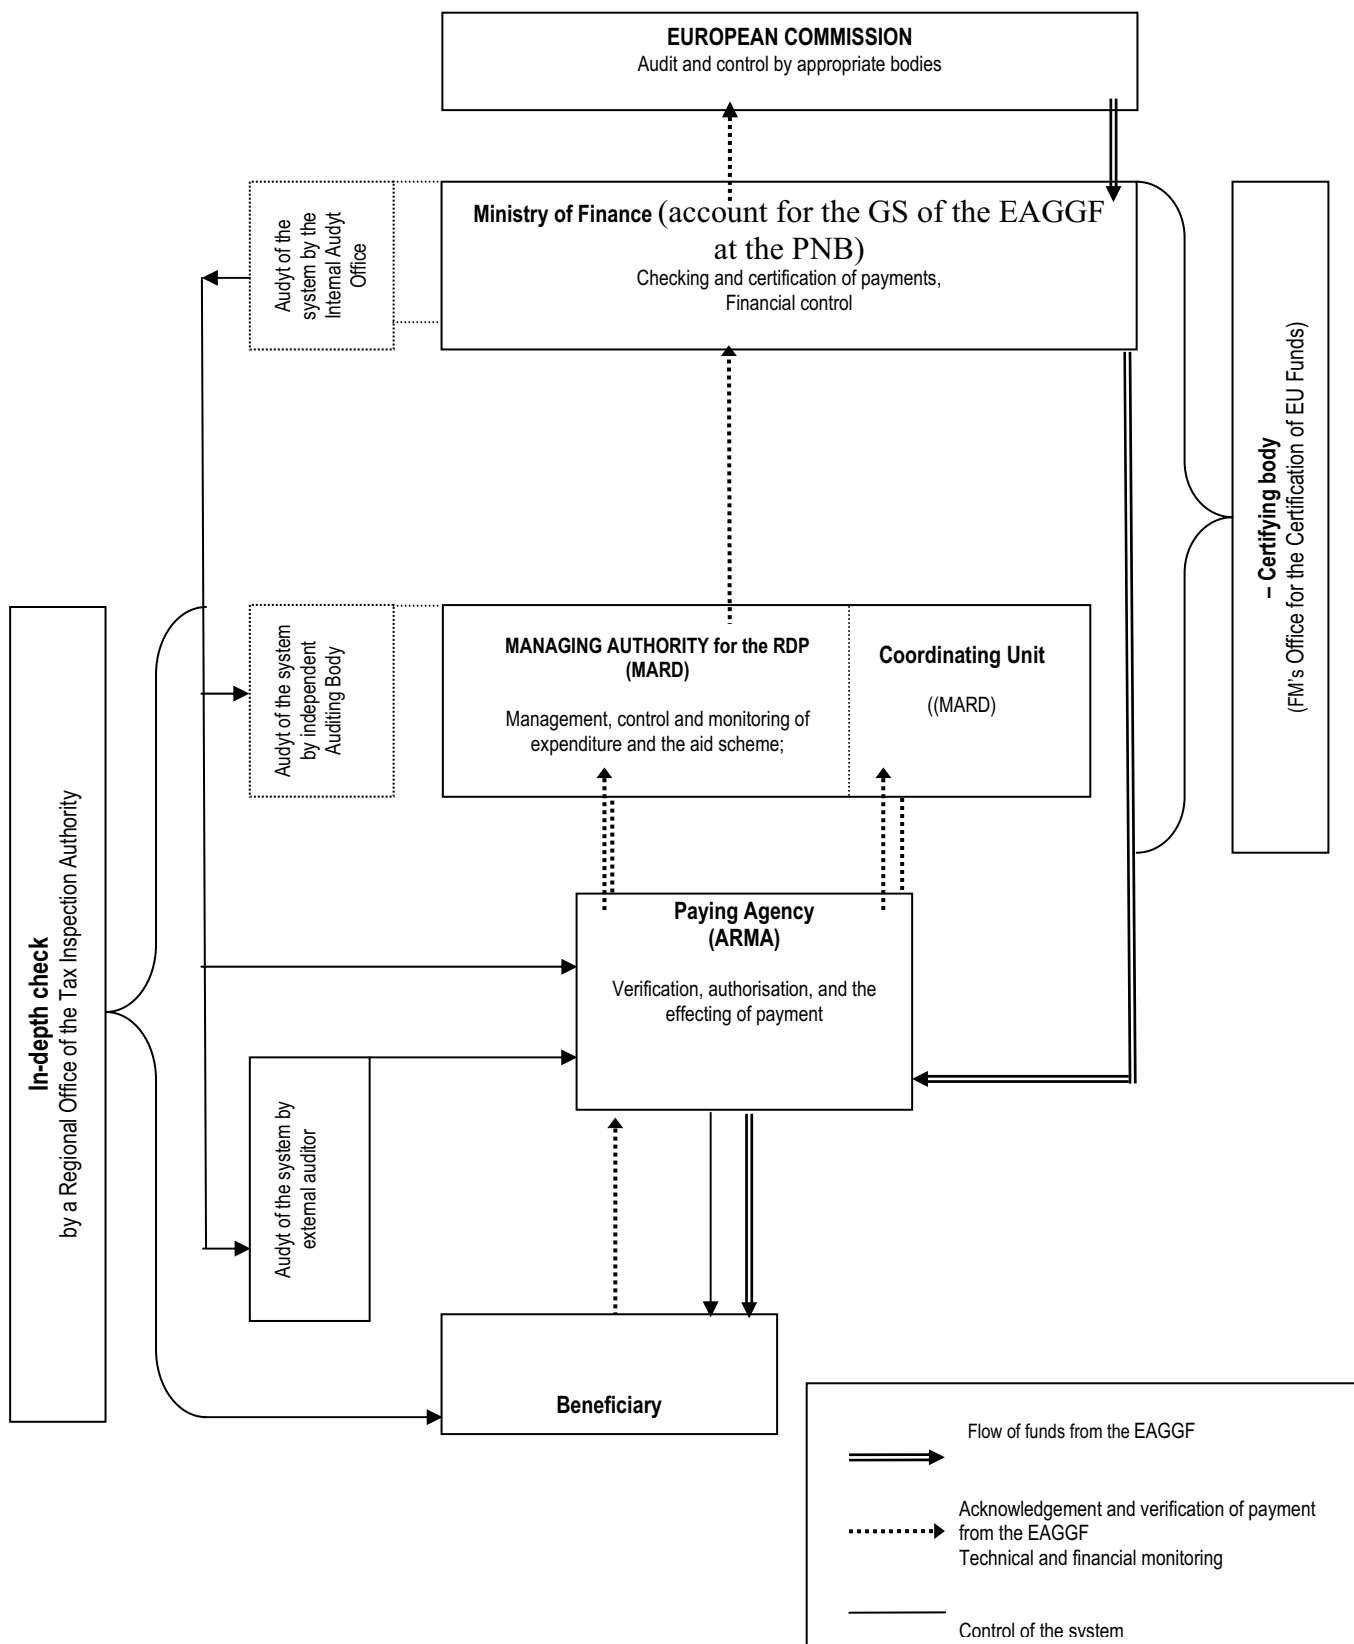 EUROPEAN COMMISSION
Audit and control by appropriate bodies
Audyt of the
system by the
Internal Audyt
Office
Ministry of Finance (account for the GS of the EAGGF
at the PNB)
Checking and certification of payments,
Financial control
– Certifying body
(FM's Office for the Certification of EU Funds)
In-depth check
by a Regional Office of the Tax Inspection Authority
Audyt of the system
by independent
Auditing Body
MANAGING AUTHORITY for the RDP
(MARD)
Management, control and monitoring of
expenditure and the aid scheme;
Coordinating Unit
((MARD)
Paying Agency
(ARMA)
Verification, authorisation, and the
effecting of payment
Audyt of the system by
external auditor
Beneficiary
Flow of funds from the EAGGF
Acknowledgement and verification of payment
from the EAGGF
Technical and financial monitoring
Control of the system